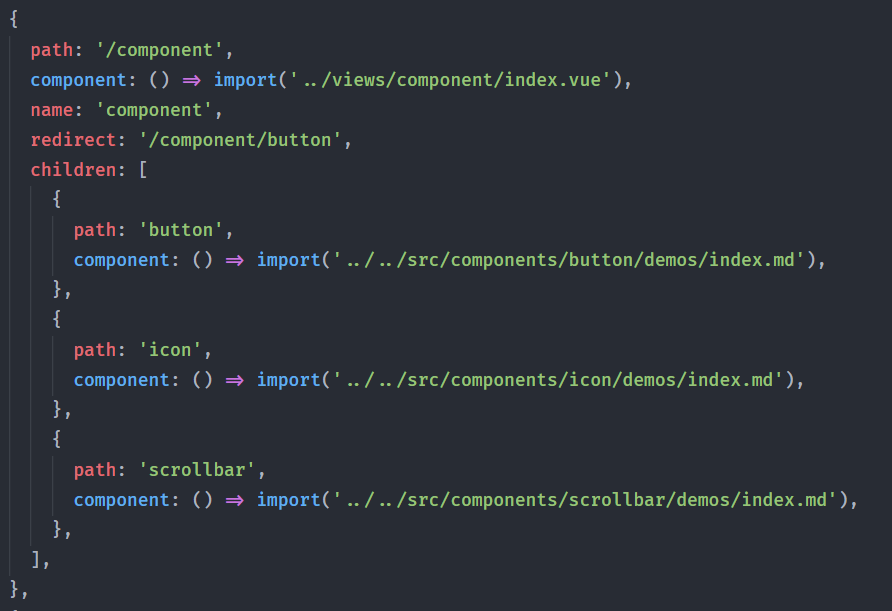 {
  path: '/component',
  component: () => import('../views/component/index.vue'),
  name: 'component',
  redirect: '/component/button',
  children: [
    {
      path: 'button',
      component: () => import('../../src/components/button/demos/index.md'),
    },
    {
      path: 'icon',
      component: () => import('../../src/components/icon/demos/index.md'),
    },
    {
      path: 'scrollbar',
      component: () => import('../../src/components/scrollbar/demos/index.md'),
    },
  ],
},